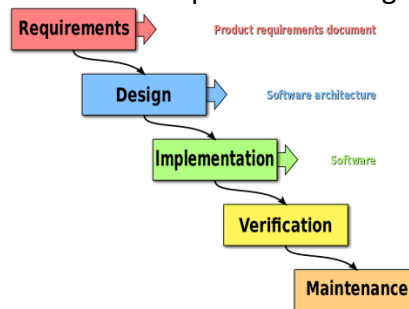 Requirements
Product requirements document
Design
Software architecture
Implementation
Software
Verification
Maintenance